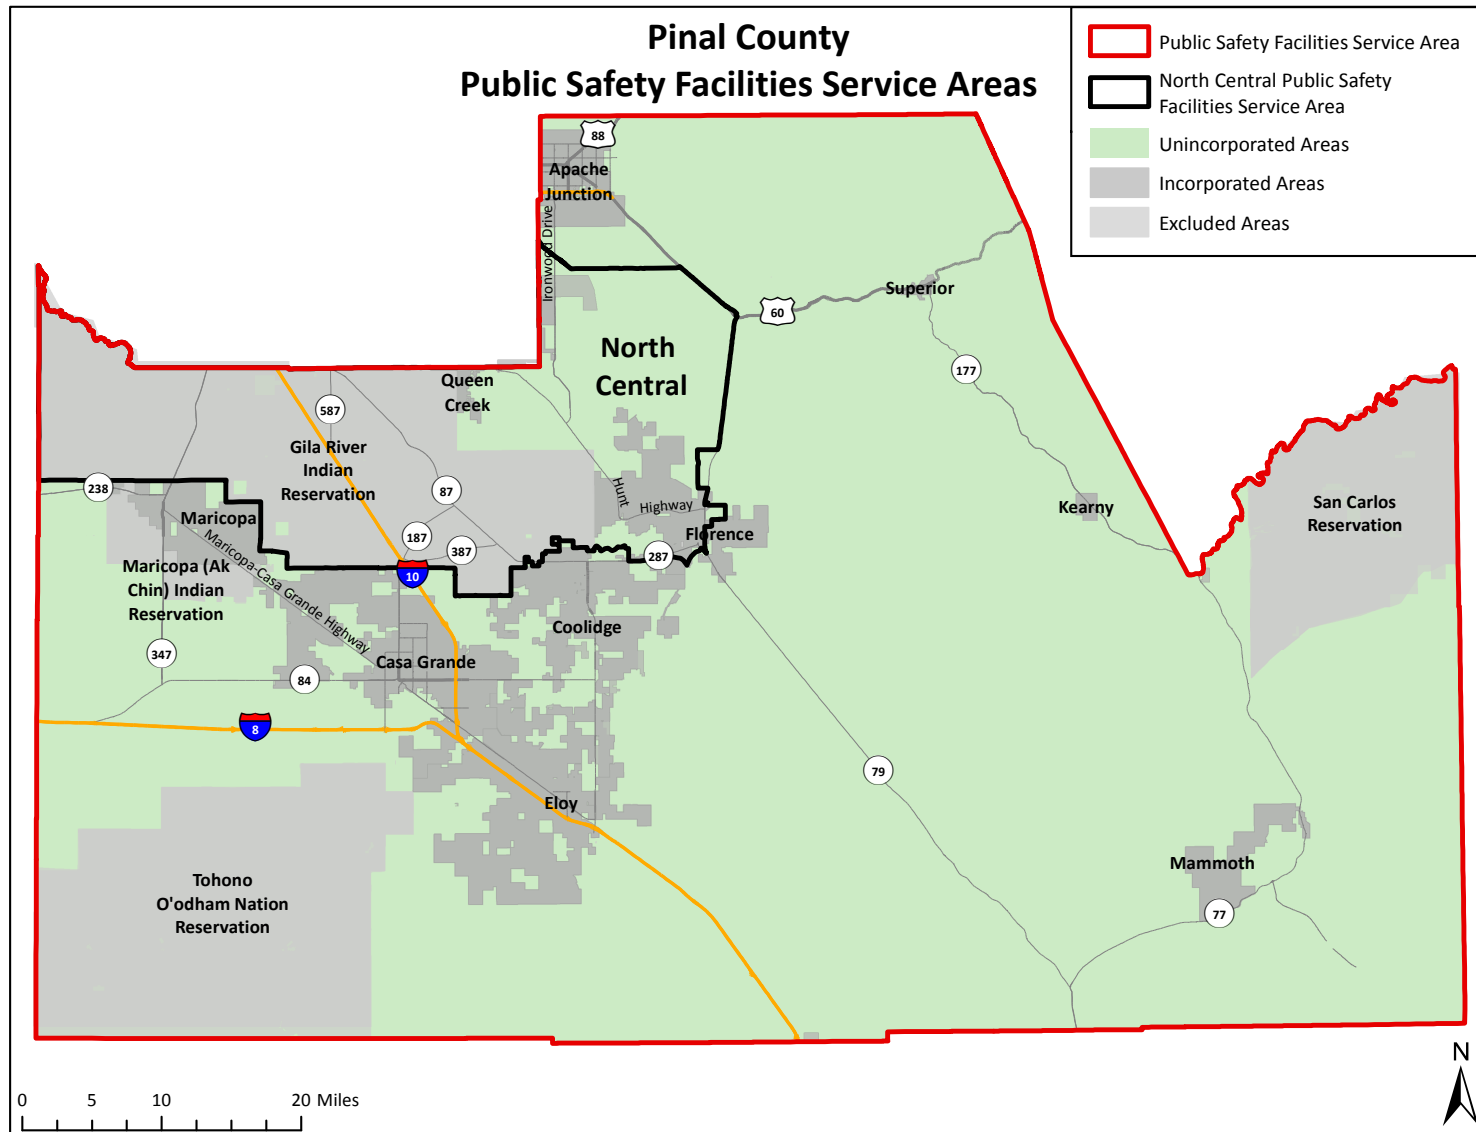 Pinal County
Public Safety Facilities Service Areas
Public Safety Facilities Service Area
North Central Public Safety
Facilities Service Area
Unincorporated Areas
Incorporated Areas
Excluded Areas
88
Apache
Junction
Ironwood Drive
Superior
60
North
Central
177
Queen
Creek
587
Gila River
Indian
Reservation
238
87
Hunt
Highway
Kearny
San Carlos
Reservation
Maricopa
187
387
Florence
287
10
Maricopa (Ak
Chin) Indian
Reservation
Maricopa-Casa Grande Highway
Coolidge
347
Casa Grande
84
8
79
Eloy
Mammoth
77
Tohono
O'odham Nation
Reservation
N
0 5 10 20 Miles